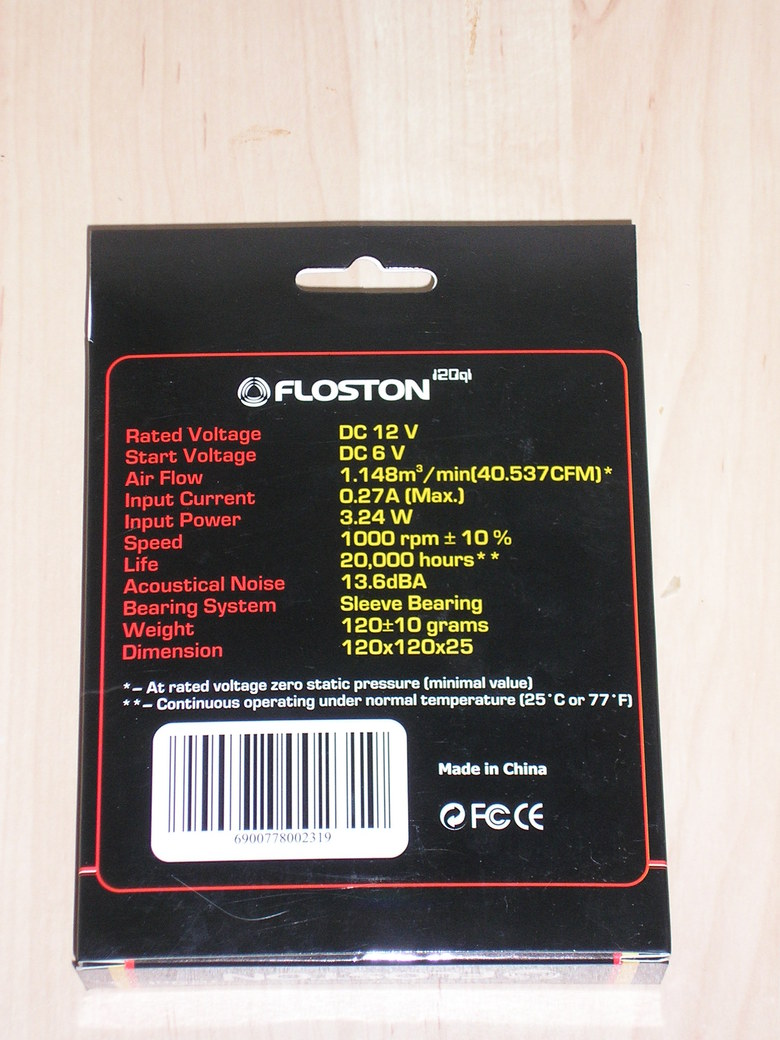 FLOSTON 120ql
Rated Voltage DC 12 V
Start Voltage DC 6 V
Air Flow 1.148m³/min(40.537CFM)*
Input Current 0.27A (Max.)
Input Power 3.24 W
Speed 1000 rpm ± 10 %
Life 20,000 hours**
Acoustical Noise 13.6dBA
Bearing System Sleeve Bearing
Weight 120±10 grams
Dimension 120x120x25
*– At rated voltage zero static pressure (minimal value)
**– Continuous operating under normal temperature (25°C or 77°F)
Made in China
FC CE
6900778002319